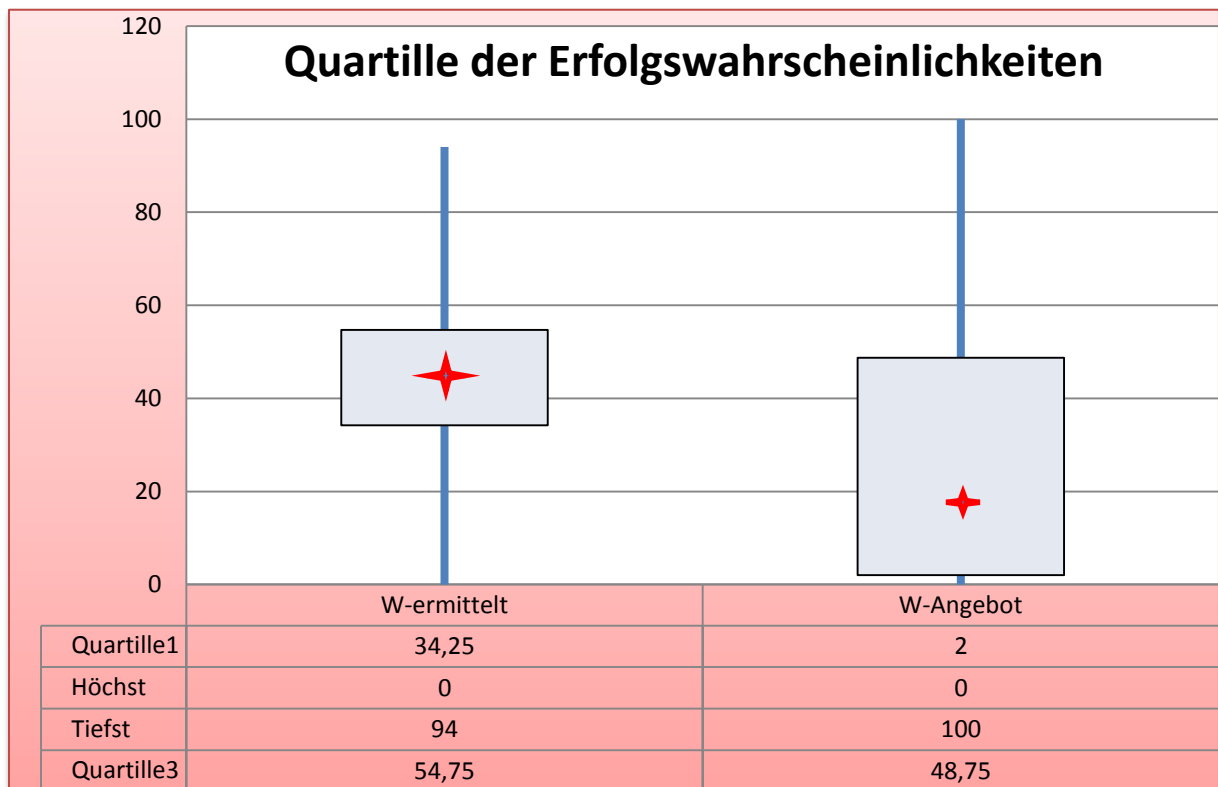 Quartille der Erfolgswahrscheinlichkeiten
120
100
80
60
40
20
0
W-ermittelt W-Angebot
Quartille1 34,25 2
Höchst 0 0
Tiefst 94 100
Quartille3 54,75 48,75